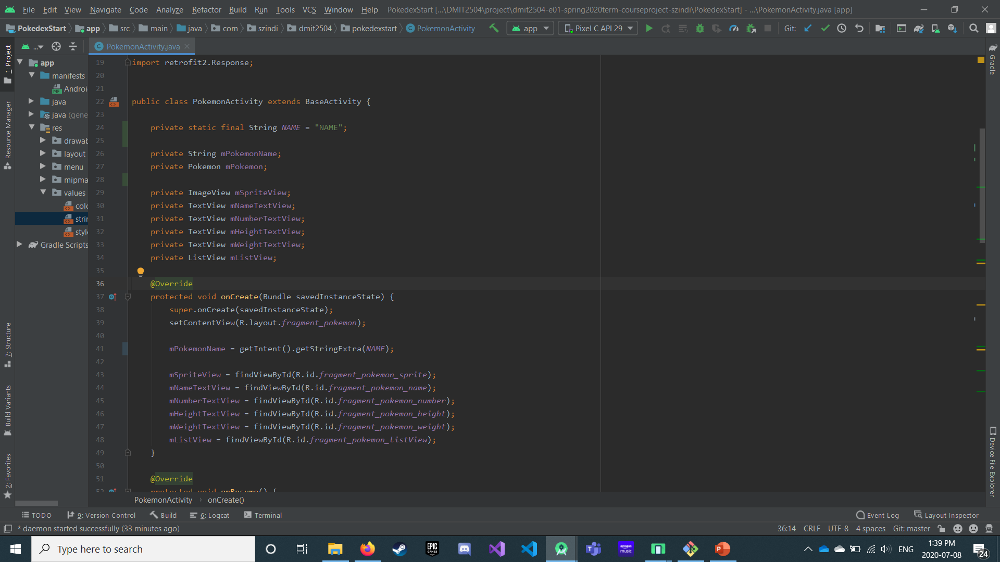 File Edit View Navigate Code Analyze Refactor Build Run Tools VCS Window Help PokedexStart [...\DMIT2504\project\dmit2504-e01-spring2020term-courseproject-szindi\PokedexStart] - ...\PokemonActivity.java [app]
PokedexStart app src main java com szindi dmit2504 pokedexstart PokemonActivity app Pixel C API 29 Git:
1: Project
Resource Manager
7: Structure
Build Variants
2: Favorites
...
app
manifests
Androi
java
java (gene
res
drawab
layout
menu
mipma
values
colo
strin
style
Gradle Scripts
PokemonActivity.java
19 import retrofit2.Response;
20
21
22 public class PokemonActivity extends BaseActivity {
23
24 private static final String NAME = "NAME";
25
26 private String mPokemonName;
27 private Pokemon mPokemon;
28
29 private ImageView mSpriteView;
30 private TextView mNameTextView;
31 private TextView mNumberTextView;
32 private TextView mHeightTextView;
33 private TextView mWeightTextView;
34 private ListView mListView;
35
36 @Override
37 protected void onCreate(Bundle savedInstanceState) {
38 super.onCreate(savedInstanceState);
39 setContentView(R.layout.fragment_pokemon);
40
41 mPokemonName = getIntent().getStringExtra(NAME);
42
43 mSpriteView = findViewById(R.id.fragment_pokemon_sprite);
44 mNameTextView = findViewById(R.id.fragment_pokemon_name);
45 mNumberTextView = findViewById(R.id.fragment_pokemon_number);
46 mHeightTextView = findViewById(R.id.fragment_pokemon_height);
47 mWeightTextView = findViewById(R.id.fragment_pokemon_weight);
48 mListView = findViewById(R.id.fragment_pokemon_listView);
49 }
50
51 @Override
52 protected void onResume() {
Gradle
Device File Explorer
PokemonActivity onCreate()
TODO 9: Version Control Build 6: Logcat Terminal Event Log Layout Inspector
* daemon started successfully (33 minutes ago) 36:14 CRLF UTF-8 4 spaces Git: master
Type here to search
EPIC GAMES
amazon music
ENG
1:39 PM
2020-07-08
24